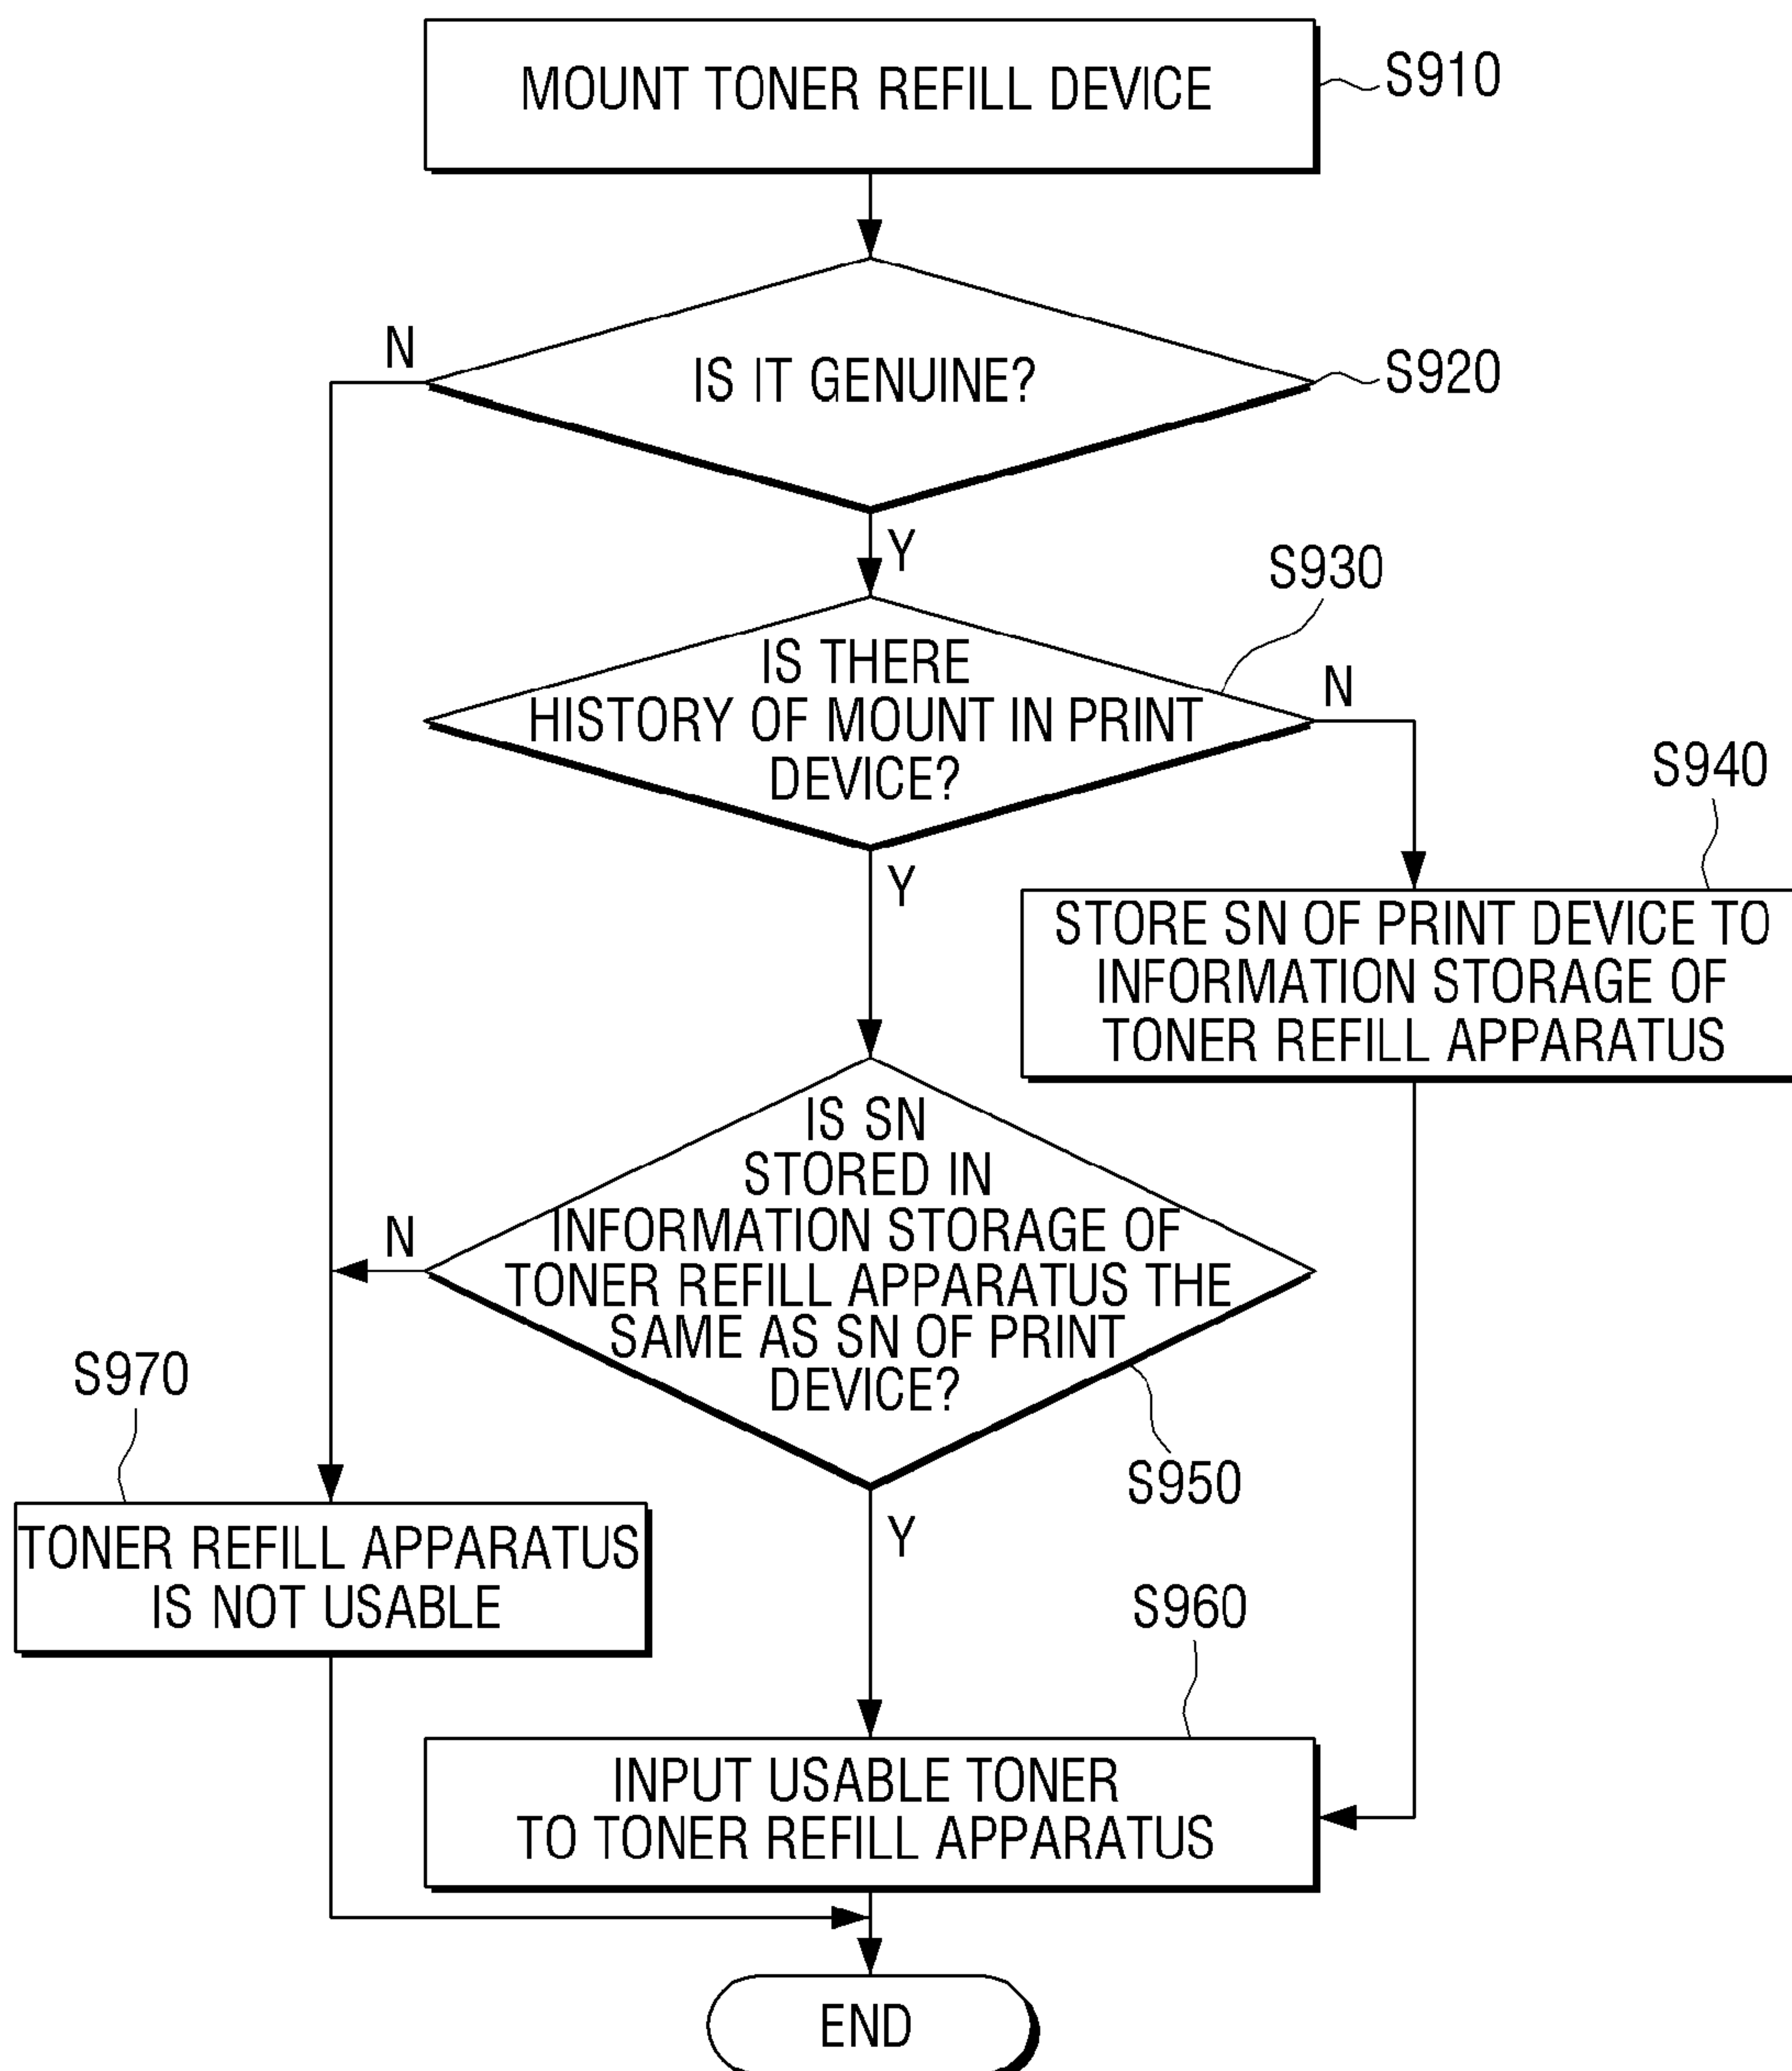 MOUNT TONER REFILL DEVICE
S910
N
IS IT GENUINE?
S920
Y
S930
IS THERE
HISTORY OF MOUNT IN PRINT
DEVICE?
N
Y
S940
STORE SN OF PRINT DEVICE TO
INFORMATION STORAGE OF
TONER REFILL APPARATUS
IS SN
STORED IN
INFORMATION STORAGE OF
TONER REFILL APPARATUS THE
SAME AS SN OF PRINT
DEVICE?
N
S950
Y
S970
TONER REFILL APPARATUS
IS NOT USABLE
S960
INPUT USABLE TONER
TO TONER REFILL APPARATUS
END